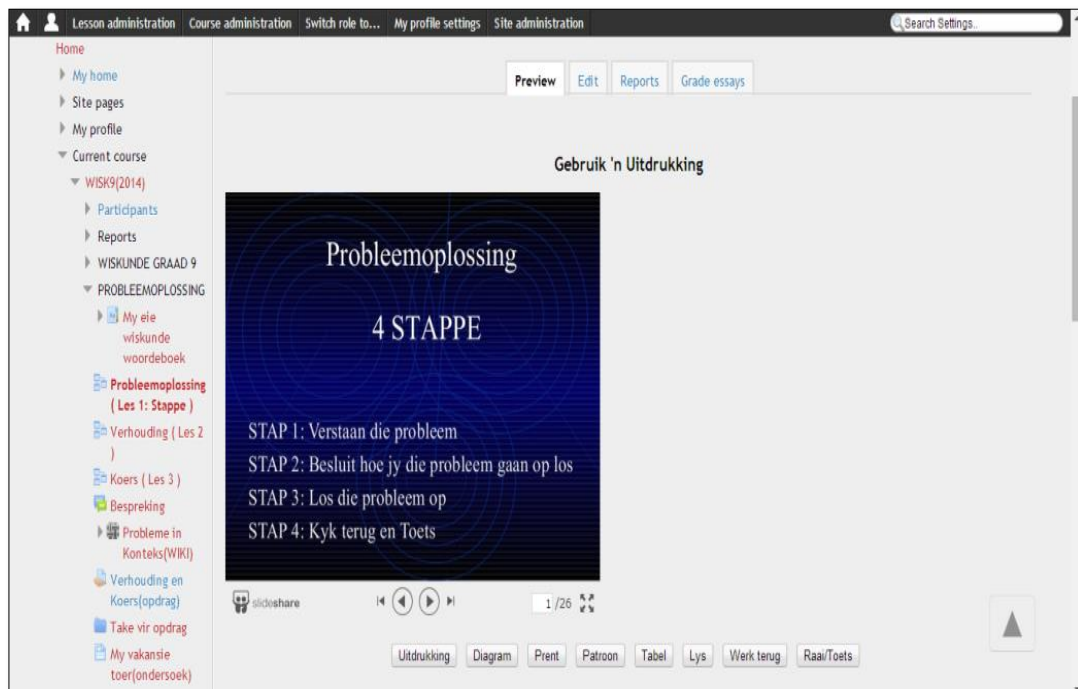 Lesson administration Course administration Switch role to... My profile settings Site administration Search Settings..
Home
My home
Site pages
My profile
Current course
WISK9(2014)
Participants
Reports
WISKUNDE GRAAD 9
PROBLEEMOPLOSSING
My eie
wiskunde
woordeboek
Probleemoplossing
( Les 1: Stappe )
Verhouding ( Les 2
)
Koers ( Les 3 )
Bespreking
Probleme in
Konteks(WIKI)
Verhouding en
Koers(opdrag)
Take vir opdrag
My vakansie
toer(ondersoek)
Preview Edit Reports Grade essays
Gebruik 'n Uitdrukking
Probleemoplossing
4 STAPPE
STAP 1: Verstaan die probleem
STAP 2: Besluit hoe jy die probleem gaan op los
STAP 3: Los die probleem op
STAP 4: Kyk terug en Toets
slideshare 1 /26
Uitdrukking Diagram Prent Patroon Tabel Lys Werk terug Raai/Toets